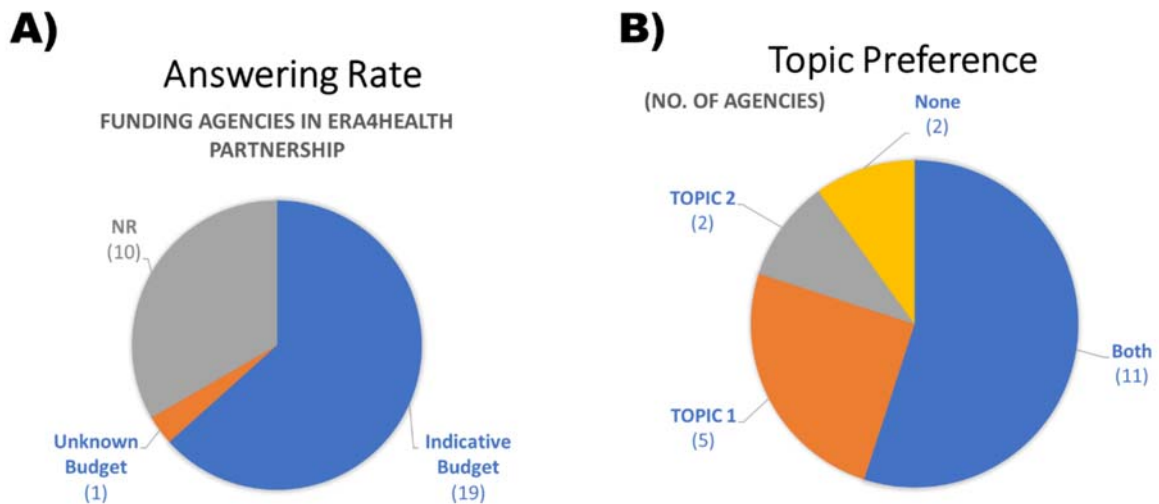 A)
Answering Rate
FUNDING AGENCIES IN ERA4HEALTH
PARTNERSHIP
NR
(10)
Unknown
Budget
(1)
Indicative
Budget
(19)
B)
Topic Preference
(NO. OF AGENCIES)
None
(2)
TOPIC 2
(2)
Both
(11)
TOPIC 1
(5)